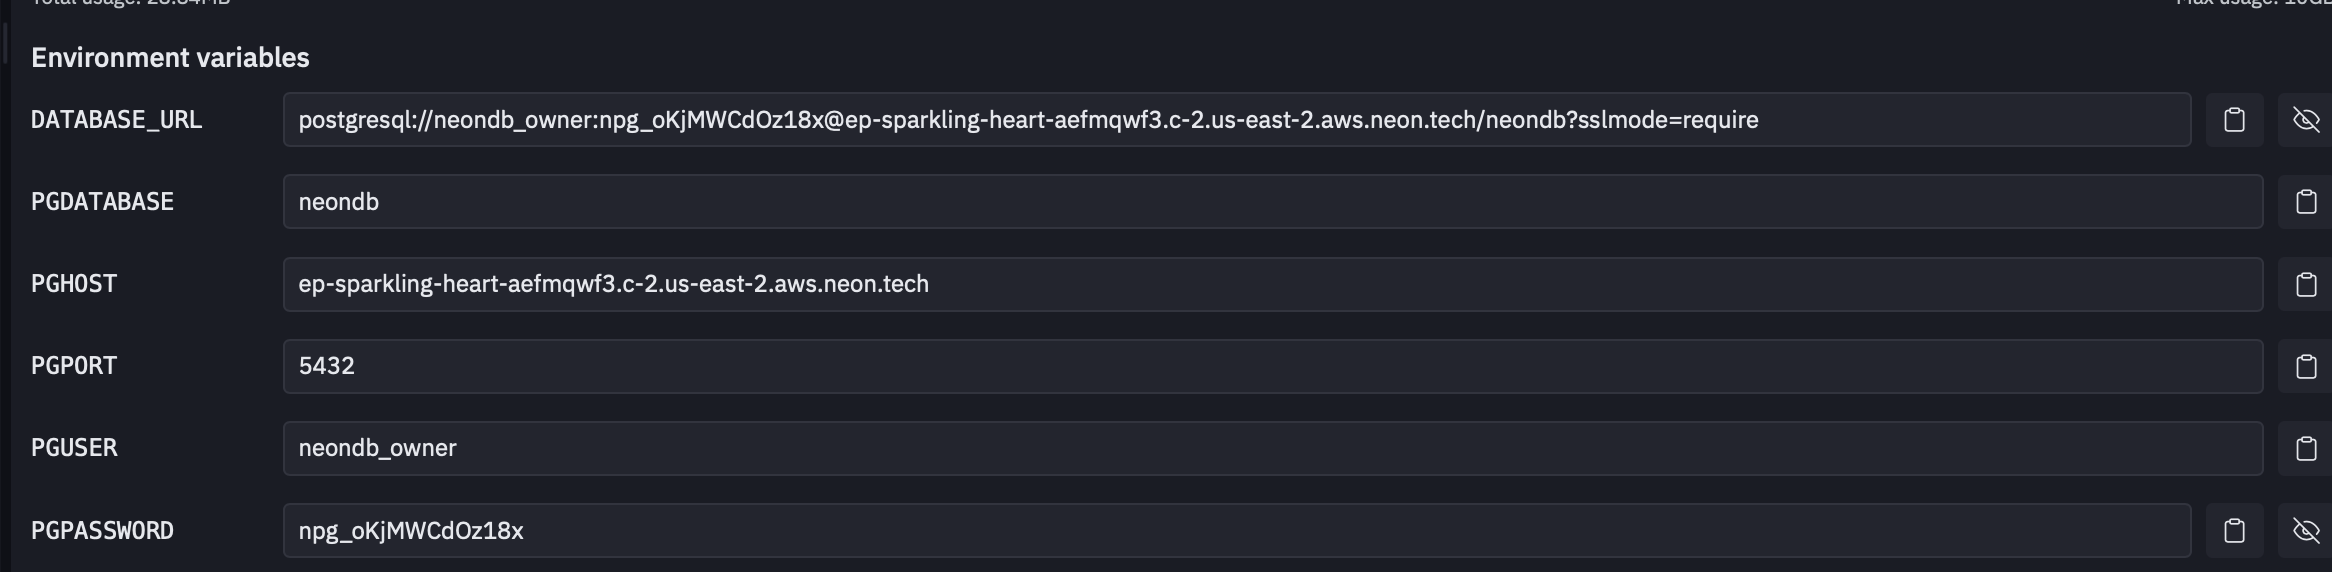 Total usage:
Max usage:
Environment variables
DATABASE_URL postgresql://neondb_owner:npg_oKjMWCdOz18x@ep-sparkling-heart-aefmqwf3.c-2.us-east-2.aws.neon.tech/neondb?sslmode=require
PGDATABASE neondb
PGHOST ep-sparkling-heart-aefmqwf3.c-2.us-east-2.aws.neon.tech
PGPORT 5432
PGUSER neondb_owner
PGPASSWORD npg_oKjMWCdOz18x